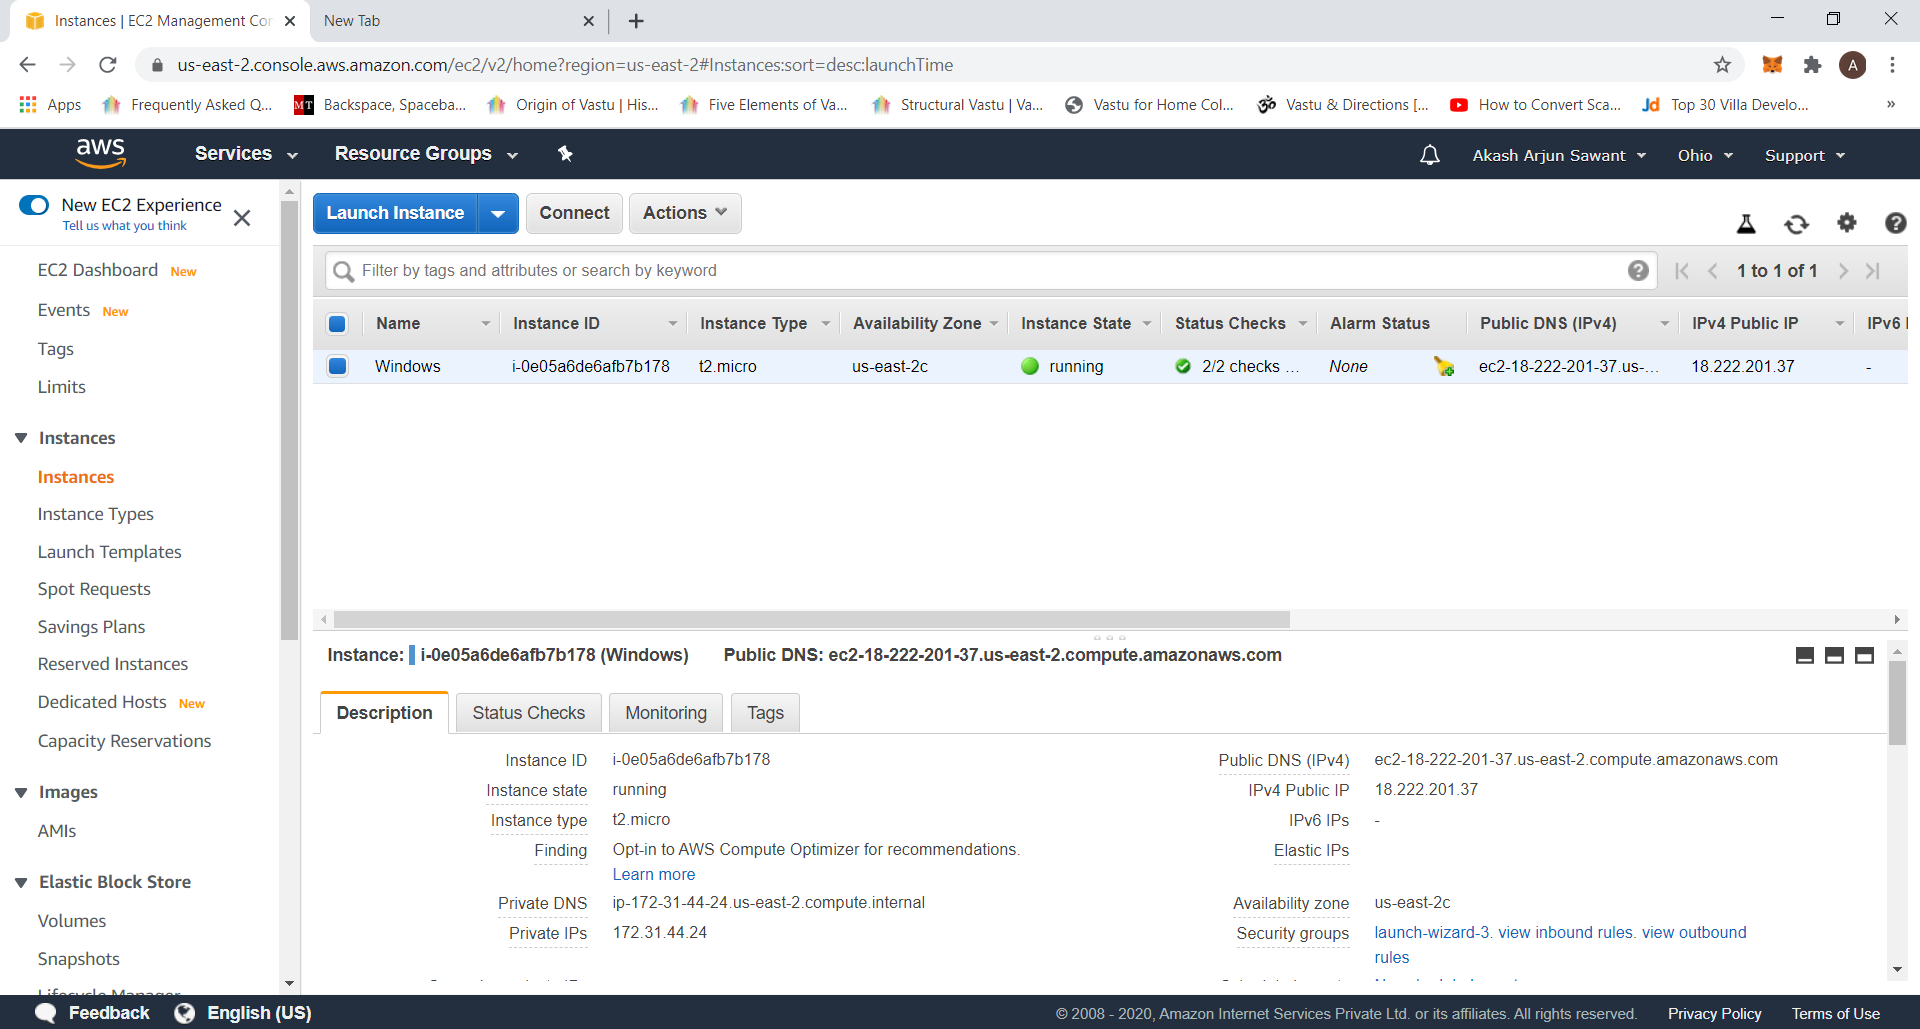 Instances | EC2 Management Con
New Tab
us-east-2.console.aws.amazon.com/ec2/v2/home?region=us-east-2#Instances:sort=desc:launchTime
A
Apps
Frequently Asked Q...
MT
Backspace, Spaceba...
Origin of Vastu | His...
Five Elements of Va...
Structural Vastu | Va...
Vastu for Home Col...
Vastu & Directions [...
How to Convert Sca...
Jd
Top 30 Villa Develo...
»
aws
Services
Resource Groups
Akash Arjun Sawant
Ohio
Support
New EC2 Experience
Tell us what you think
EC2 Dashboard New
Events New
Tags
Limits
Instances
Instances
Instance Types
Launch Templates
Spot Requests
Savings Plans
Reserved Instances
Dedicated Hosts New
Capacity Reservations
Images
AMIs
Elastic Block Store
Volumes
Snapshots
Lifecycle Manager
Launch Instance
Connect
Actions
Filter by tags and attributes or search by keyword
1 to 1 of 1
Name
Instance ID
Instance Type
Availability Zone
Instance State
Status Checks
Alarm Status
Public DNS (IPv4)
IPv4 Public IP
IPv6 I
Windows
i-0e05a6de6afb7b178
t2.micro
us-east-2c
running
2/2 checks ...
None
ec2-18-222-201-37.us-...
18.222.201.37
-
Instance: i-0e05a6de6afb7b178 (Windows)
Public DNS: ec2-18-222-201-37.us-east-2.compute.amazonaws.com
Description
Status Checks
Monitoring
Tags
Instance ID i-0e05a6de6afb7b178
Instance state running
Instance type t2.micro
Finding Opt-in to AWS Compute Optimizer for recommendations.
Learn more
Private DNS ip-172-31-44-24.us-east-2.compute.internal
Private IPs 172.31.44.24
Public DNS (IPv4) ec2-18-222-201-37.us-east-2.compute.amazonaws.com
IPv4 Public IP 18.222.201.37
IPv6 IPs -
Elastic IPs
Availability zone us-east-2c
Security groups launch-wizard-3. view inbound rules. view outbound
rules
Feedback
English (US)
© 2008 - 2020, Amazon Internet Services Private Ltd. or its affiliates. All rights reserved.
Privacy Policy
Terms of Use